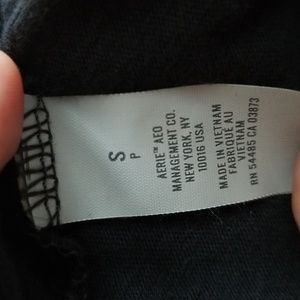 S
P
AERIE™ AEO
MANAGEMENT CO.
NEW YORK, NY
10016 USA
MADE IN VIETNAM
FABRIQUÉ AU
VIETNAM
RN 54485 CA 03873